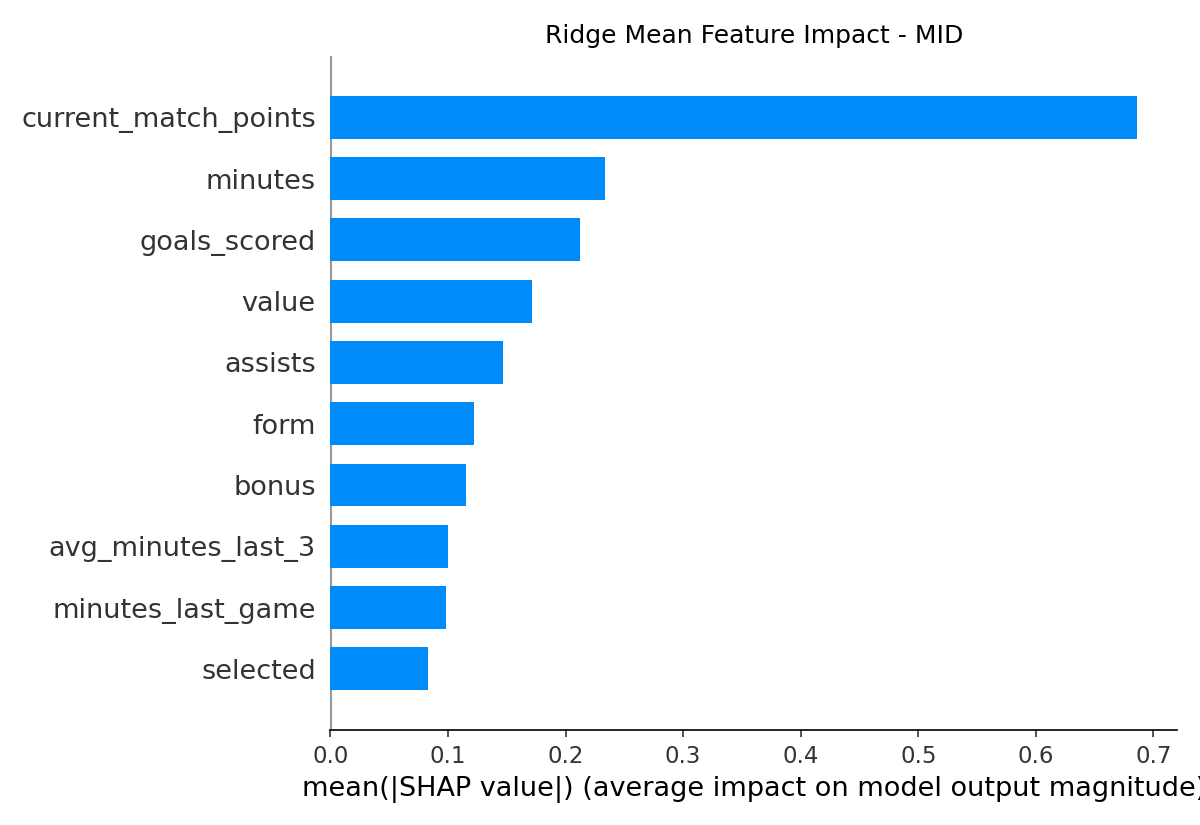 Ridge Mean Feature Impact - MID
current_match_points
minutes
goals_scored
value
assists
form
bonus
avg_minutes_last_3
minutes_last_game
selected
0.0 0.1 0.2 0.3 0.4 0.5 0.6 0.7
mean(|SHAP value|) (average impact on model output magnitude)